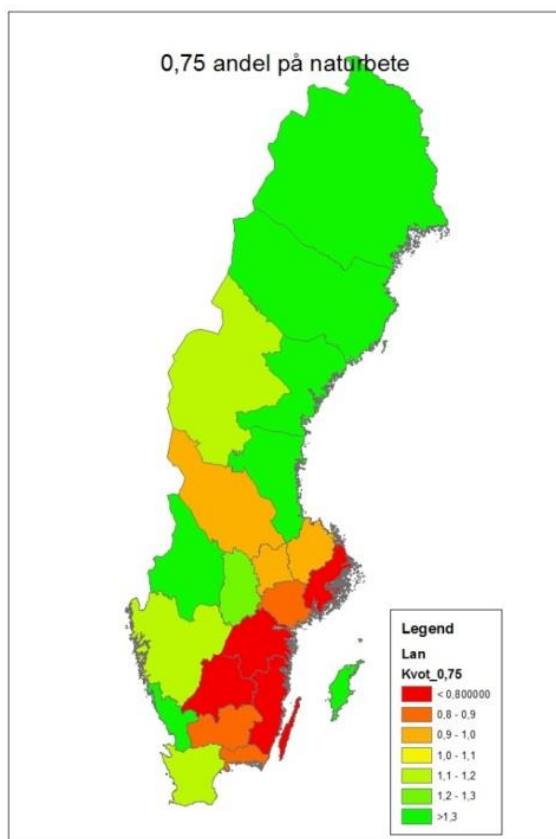 0,75 andel på naturbete
Legend
Lan
Kvot_0,75
< 0,800000
0,8 - 0,9
0,9 - 1,0
1,0 - 1,1
1,1 - 1,2
1,2 - 1,3
>1,3